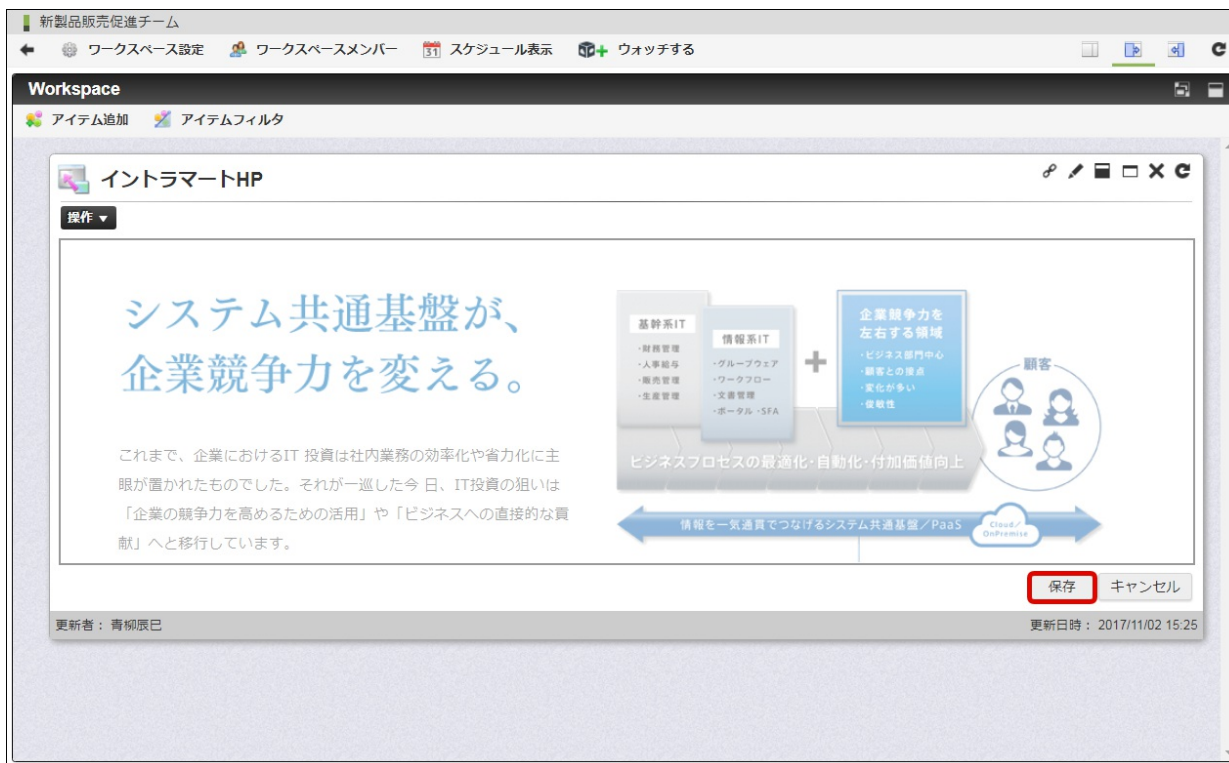 新製品販売促進チーム
ワークスペース設定 ワークスペースメンバー 31 スケジュール表示 ウォッチする
Workspace
アイテム追加 アイテムフィルタ
イントラマートHP
操作 ▼
システム共通基盤が、
企業競争力を変える。
これまで、企業におけるIT 投資は社内業務の効率化や省力化に主
眼が置かれたものでした。それが一巡した今 日、IT投資の狙いは
「企業の競争力を高めるための活用」や「ビジネスへの直接的な貢
献」へと移行しています。
基幹系IT
・財務管理
・人事給与
・販売管理
・生産管理
情報系IT
・グループウェア
・ワークフロー
・文書管理
・ポータル・SFA
企業競争力を
左右する領域
・ビジネス部門中心
・顧客との接点
・変化が多い
・俊敏性
顧客
ビジネスプロセスの最適化・自動化・付加価値向上
情報を一気通貫でつなげるシステム共通基盤／PaaS
Cloud/
OnPremise
保存 キャンセル
更新者： 青柳辰巳 更新日時： 2017/11/02 15:25